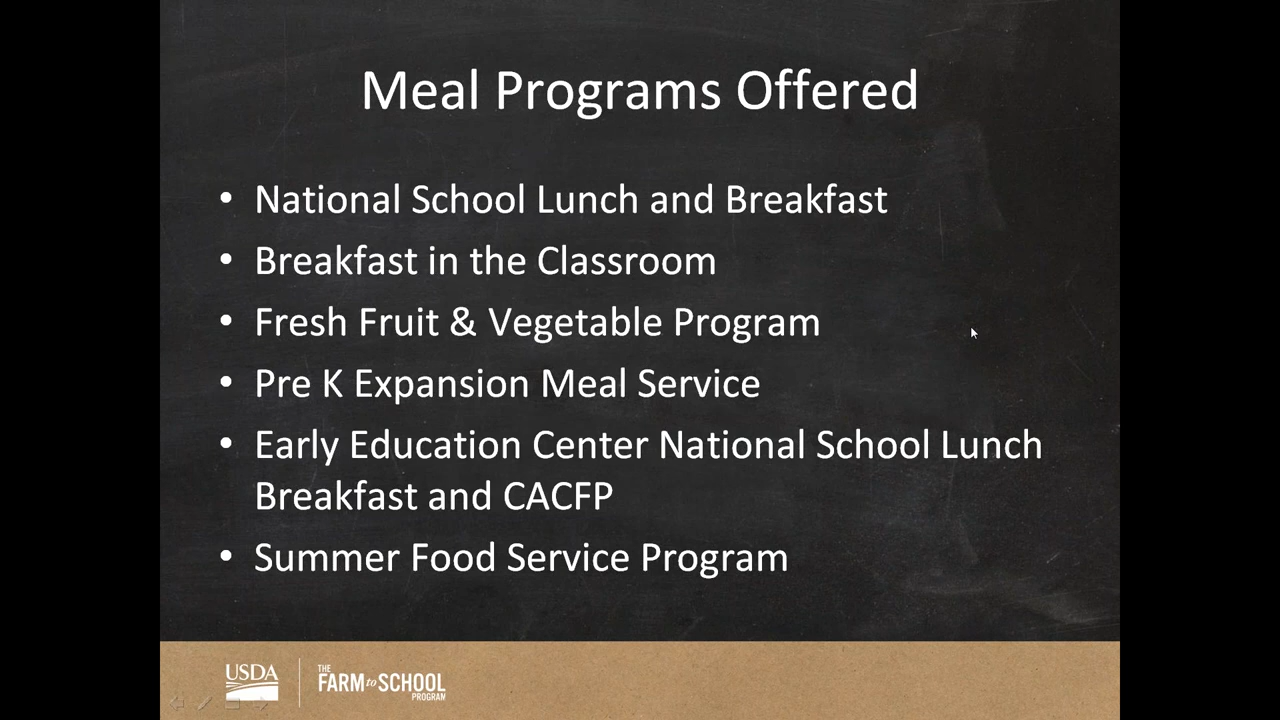 Meal Programs Offered
• National School Lunch and Breakfast
• Breakfast in the Classroom
• Fresh Fruit & Vegetable Program
• Pre K Expansion Meal Service
• Early Education Center National School Lunch
Breakfast and CACFP
• Summer Food Service Program
USDA
THE
FARM to SCHOOL
PROGRAM